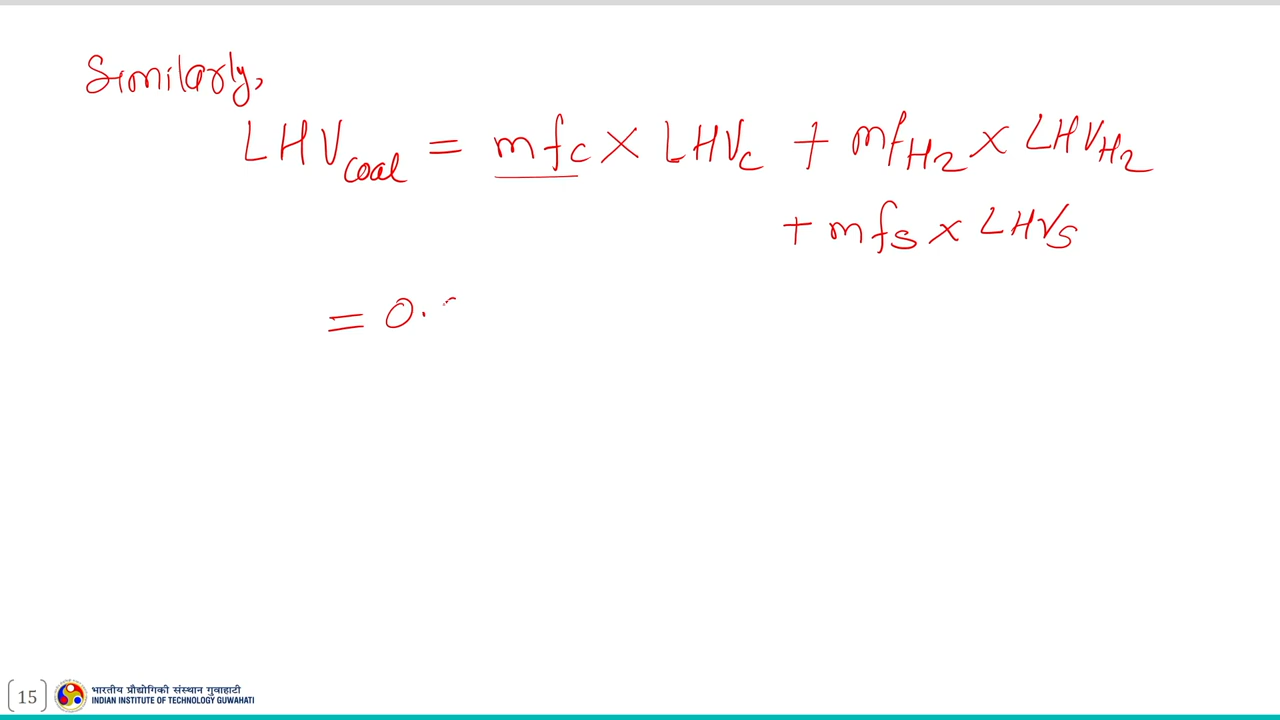 Similarly,
LHVcoal = mfc × LHVc + mfH2 × LHVH2
+ mfs × LHVs
= 0.
15
भारतीय प्रौद्योगिकी संस्थान गुवाहाटी
INDIAN INSTITUTE OF TECHNOLOGY GUWAHATI